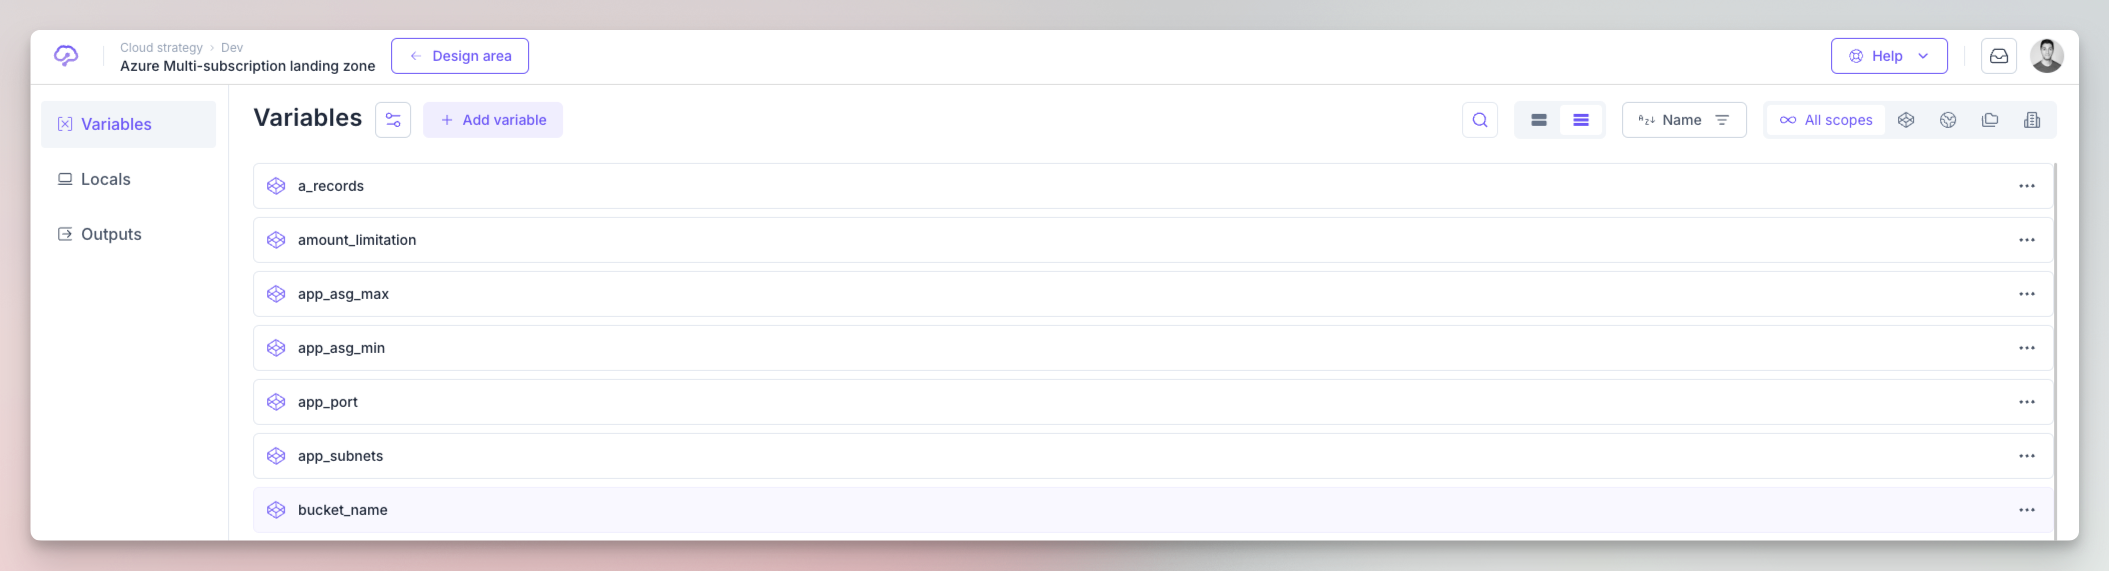 Cloud strategy › Dev
Azure Multi-subscription landing zone
← Design area
Help
Variables
Locals
Outputs
Variables
+ Add variable
Name
All scopes
a_records
amount_limitation
app_asg_max
app_asg_min
app_port
app_subnets
bucket_name